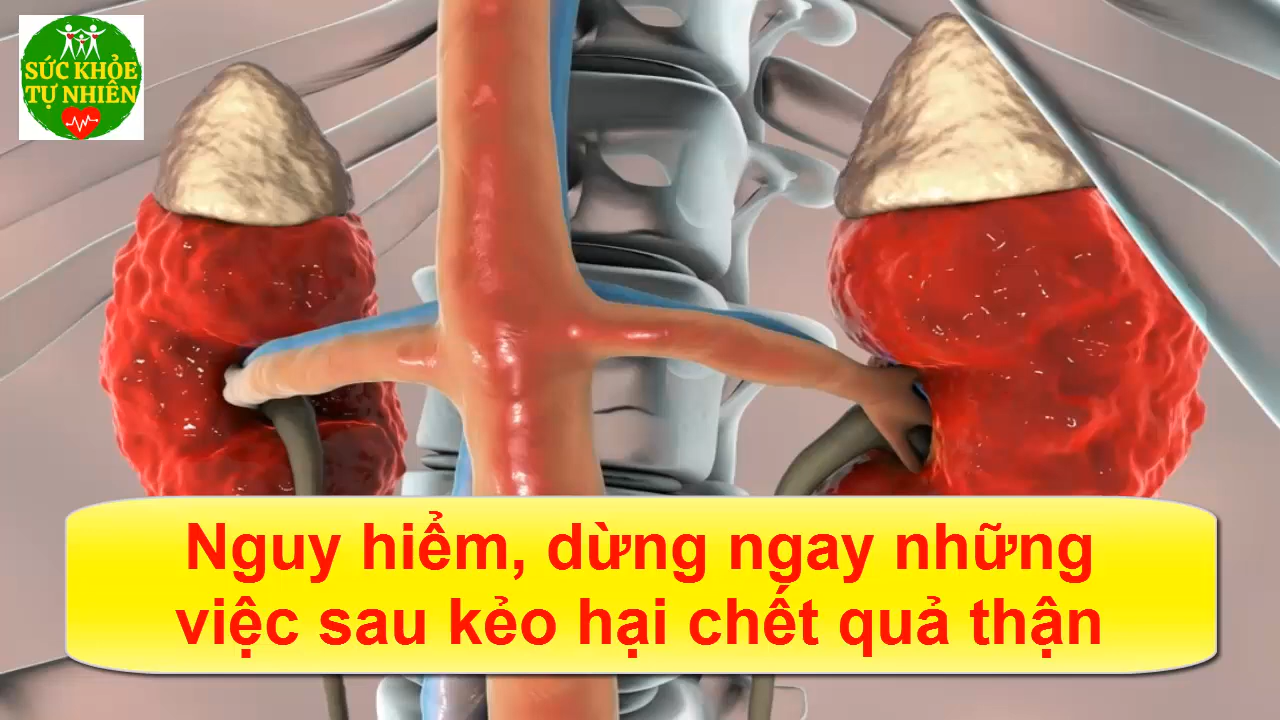 SỨC KHỎE
TỰ NHIÊN
Nguy hiểm, dừng ngay những
việc sau kẻo hại chết quả thận